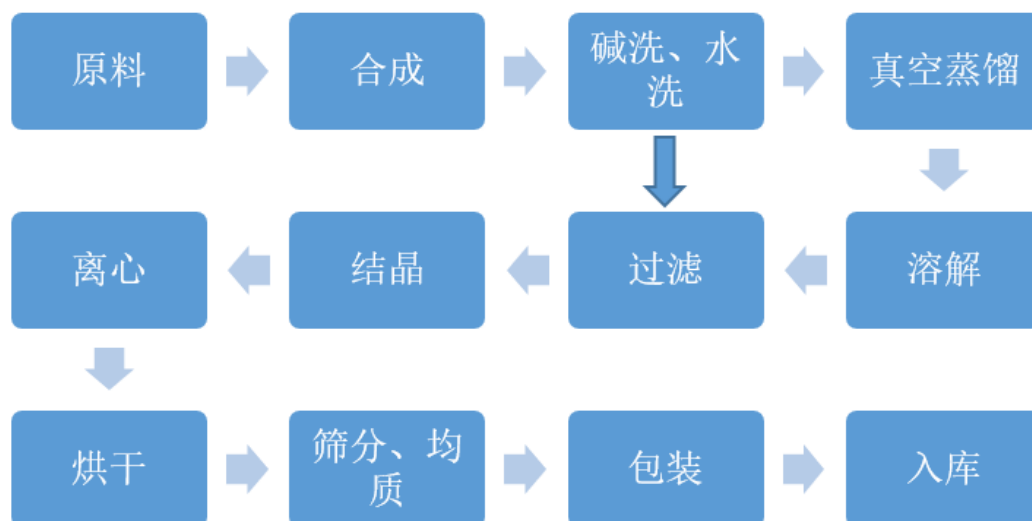 原料
合成
碱洗、水
洗
真空蒸馏
溶解
过滤
结晶
离心
烘干
筛分、均
质
包装
入库